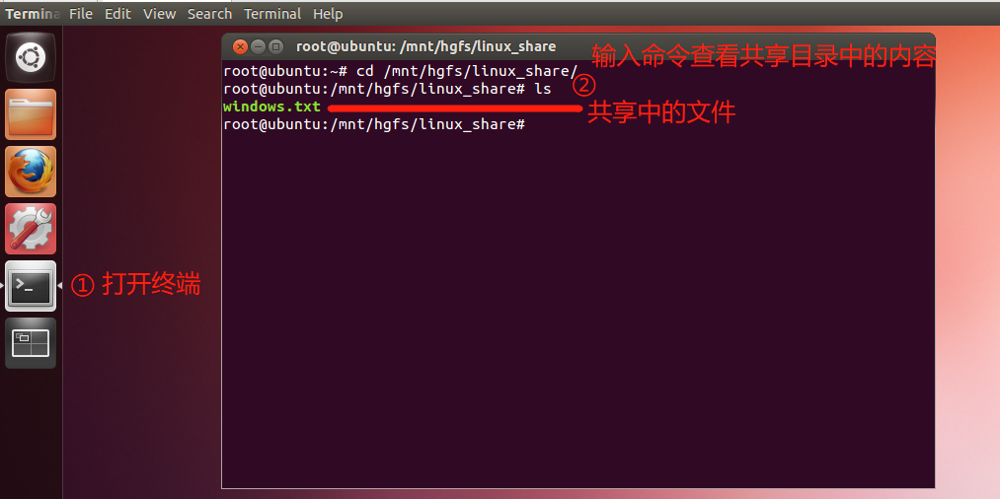 Termina File Edit View Search Terminal Help
root@ubuntu: /mnt/hgfs/linux_share
输入命令查看共享目录中的内容
root@ubuntu:~# cd /mnt/hgfs/linux_share/
②
root@ubuntu:/mnt/hgfs/linux_share# ls
windows.txt
共享中的文件
root@ubuntu:/mnt/hgfs/linux_share#
① 打开终端